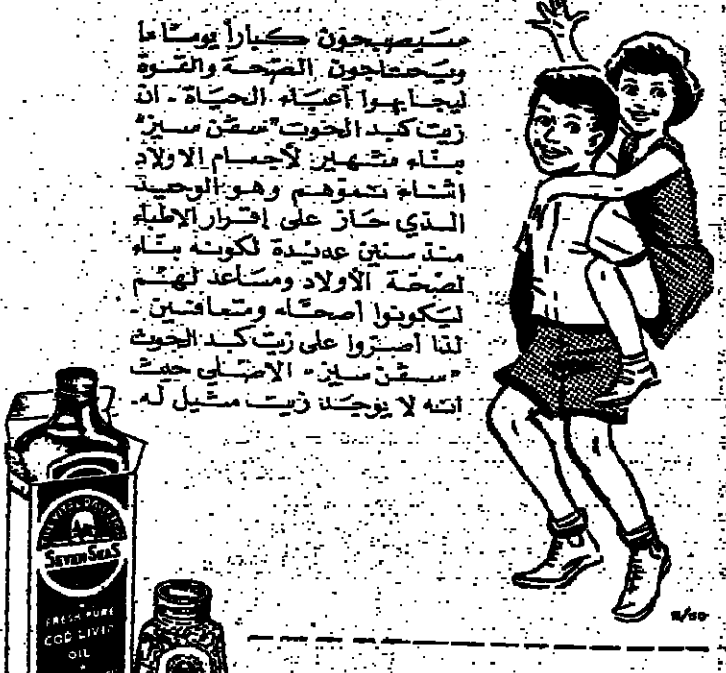 سيصبحون كباراً يوماً ما
ويحتاجون الصحة والقوة
ليجابهوا أعباء الحياة - ان
زيت كبد الحوت "سفن سيز"
بناء شهير لأجسام الاولاد
اثناء نموهم وهو الوحيد
الذي حاز على إقرار الاطباء
منذ سنين عديدة لكونه بناء
لصحة الاولاد ومساعد لهم
ليكونوا أصحاء ومتعافين -
لذا أصروا على زيت كبد الحوت
"سفن سيز" الاصلي حيث
انه لا يوجد زيت مثيل له.
SEVEN SEAS
FRESH PURE
COD LIVER
OIL